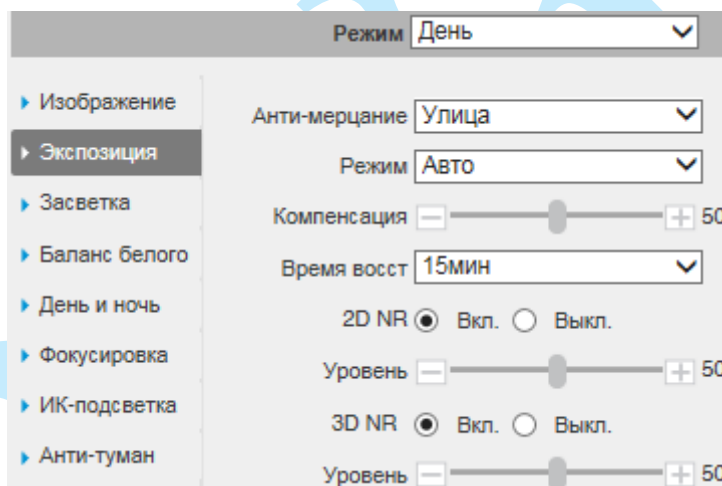 Режим День
Изображение
Экспозиция
Засветка
Баланс белого
День и ночь
Фокусировка
ИК-подсветка
Анти-туман
Анти-мерцание Улица
Режим Авто
Компенсация 50
Время восст 15мин
2D NR Вкл. Выкл.
Уровень 50
3D NR Вкл. Выкл.
Уровень 50